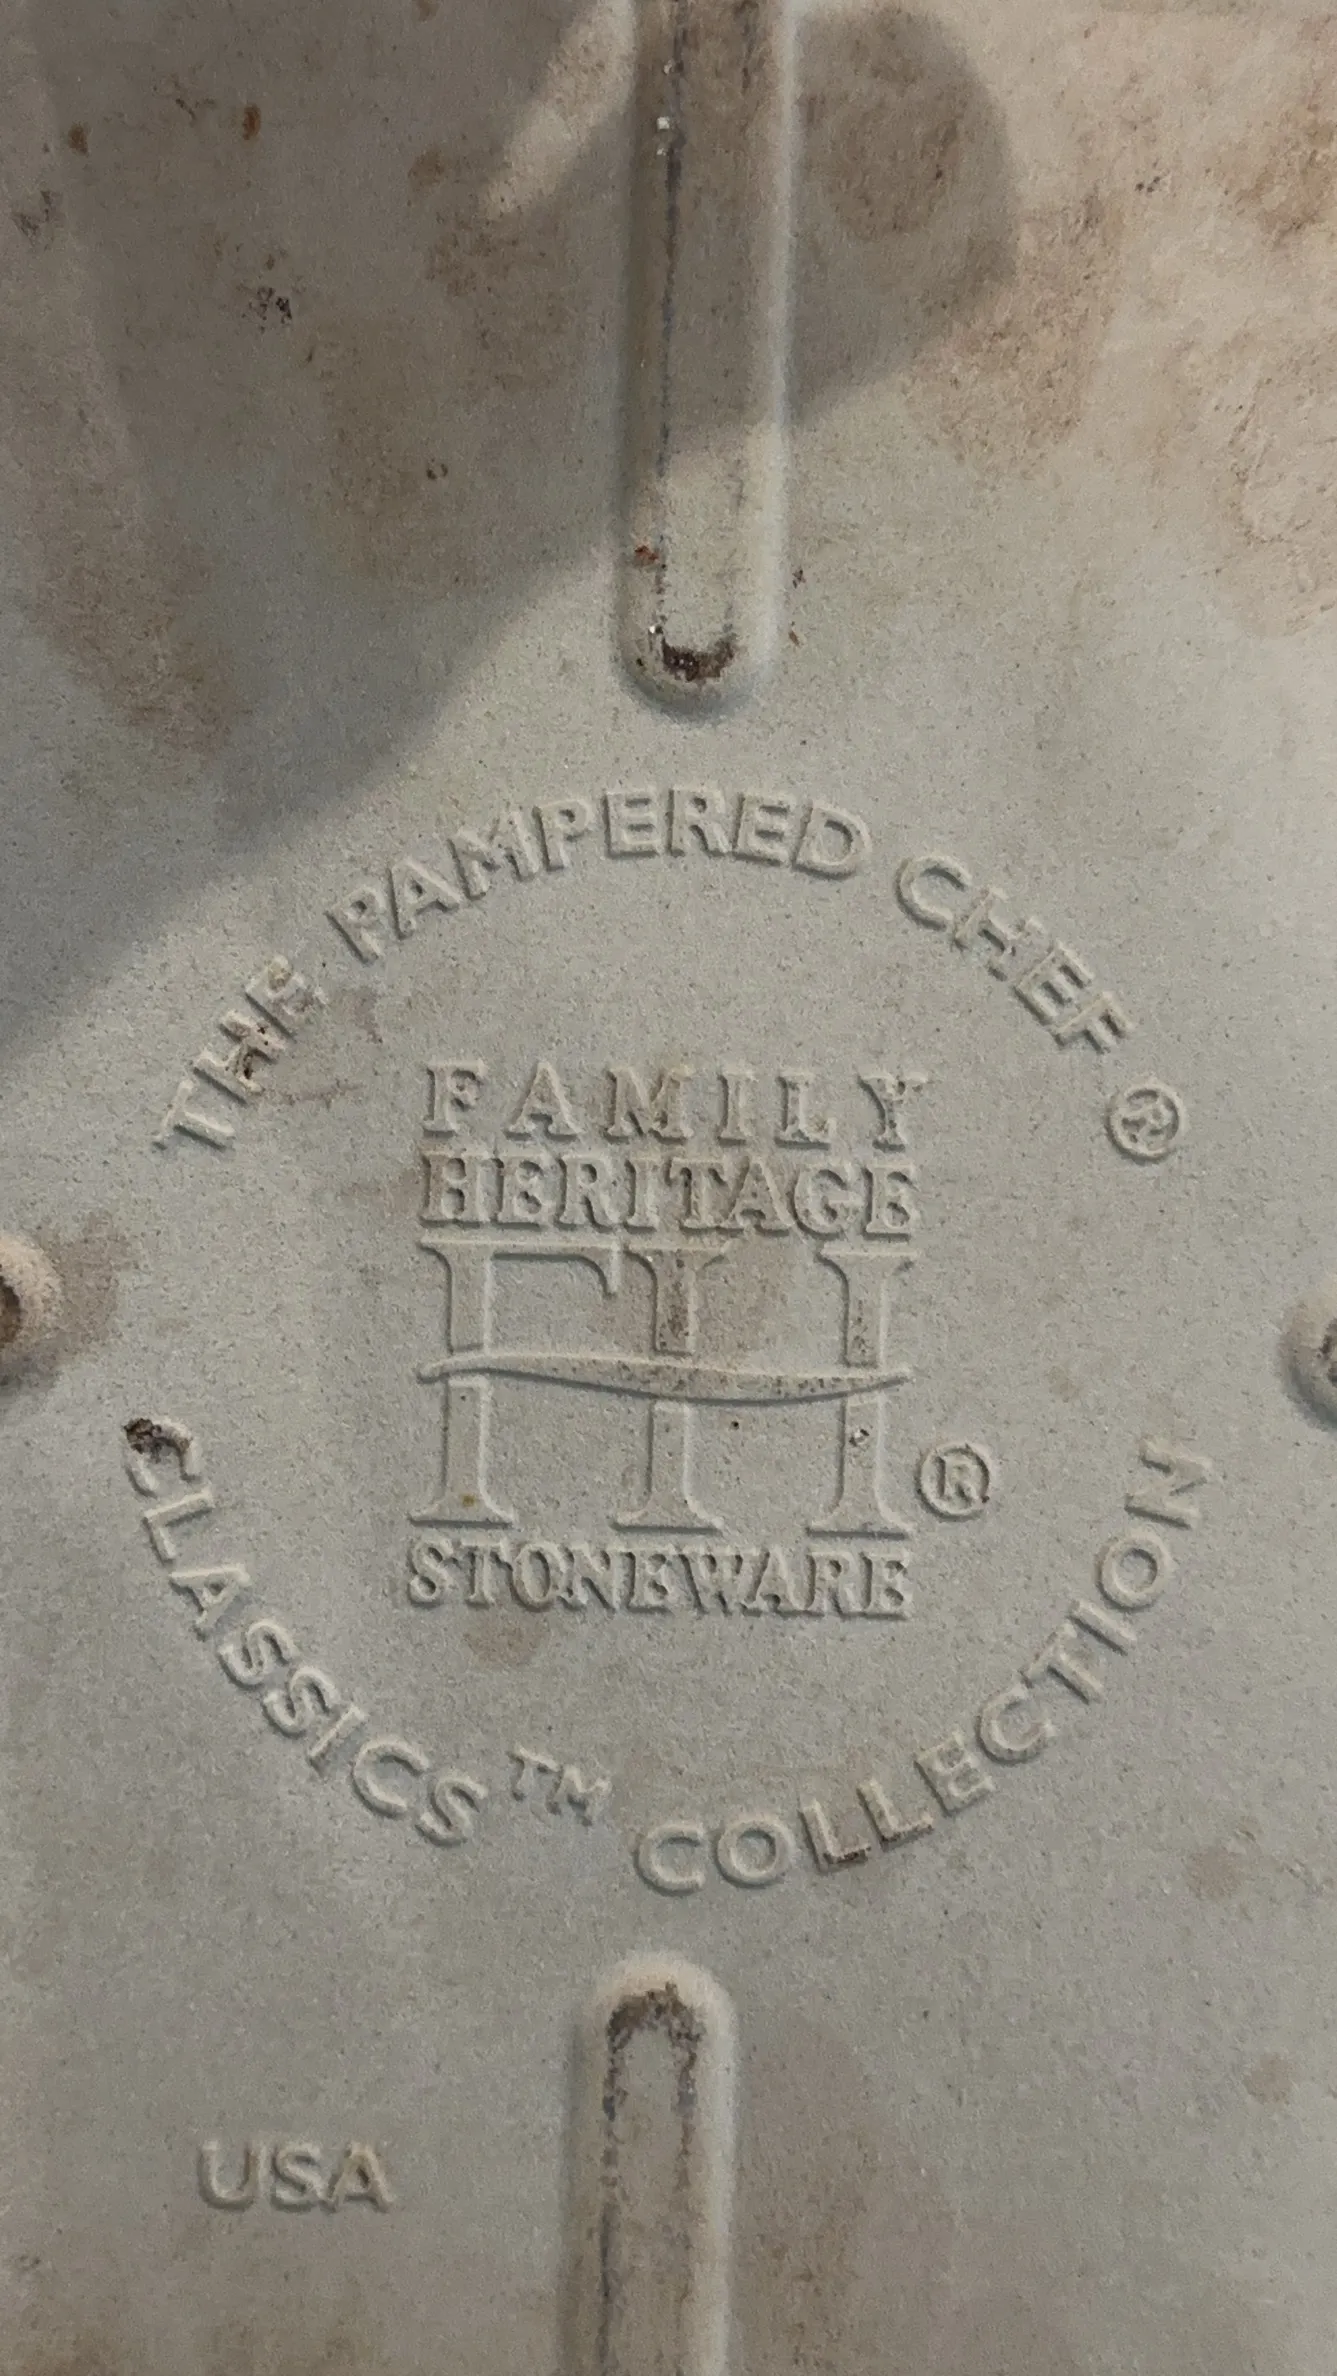 THE PAMPERED CHEF ®
FAMILY
HERITAGE
FH ®
STONEWARE
CLASSICS™ COLLECTION
USA